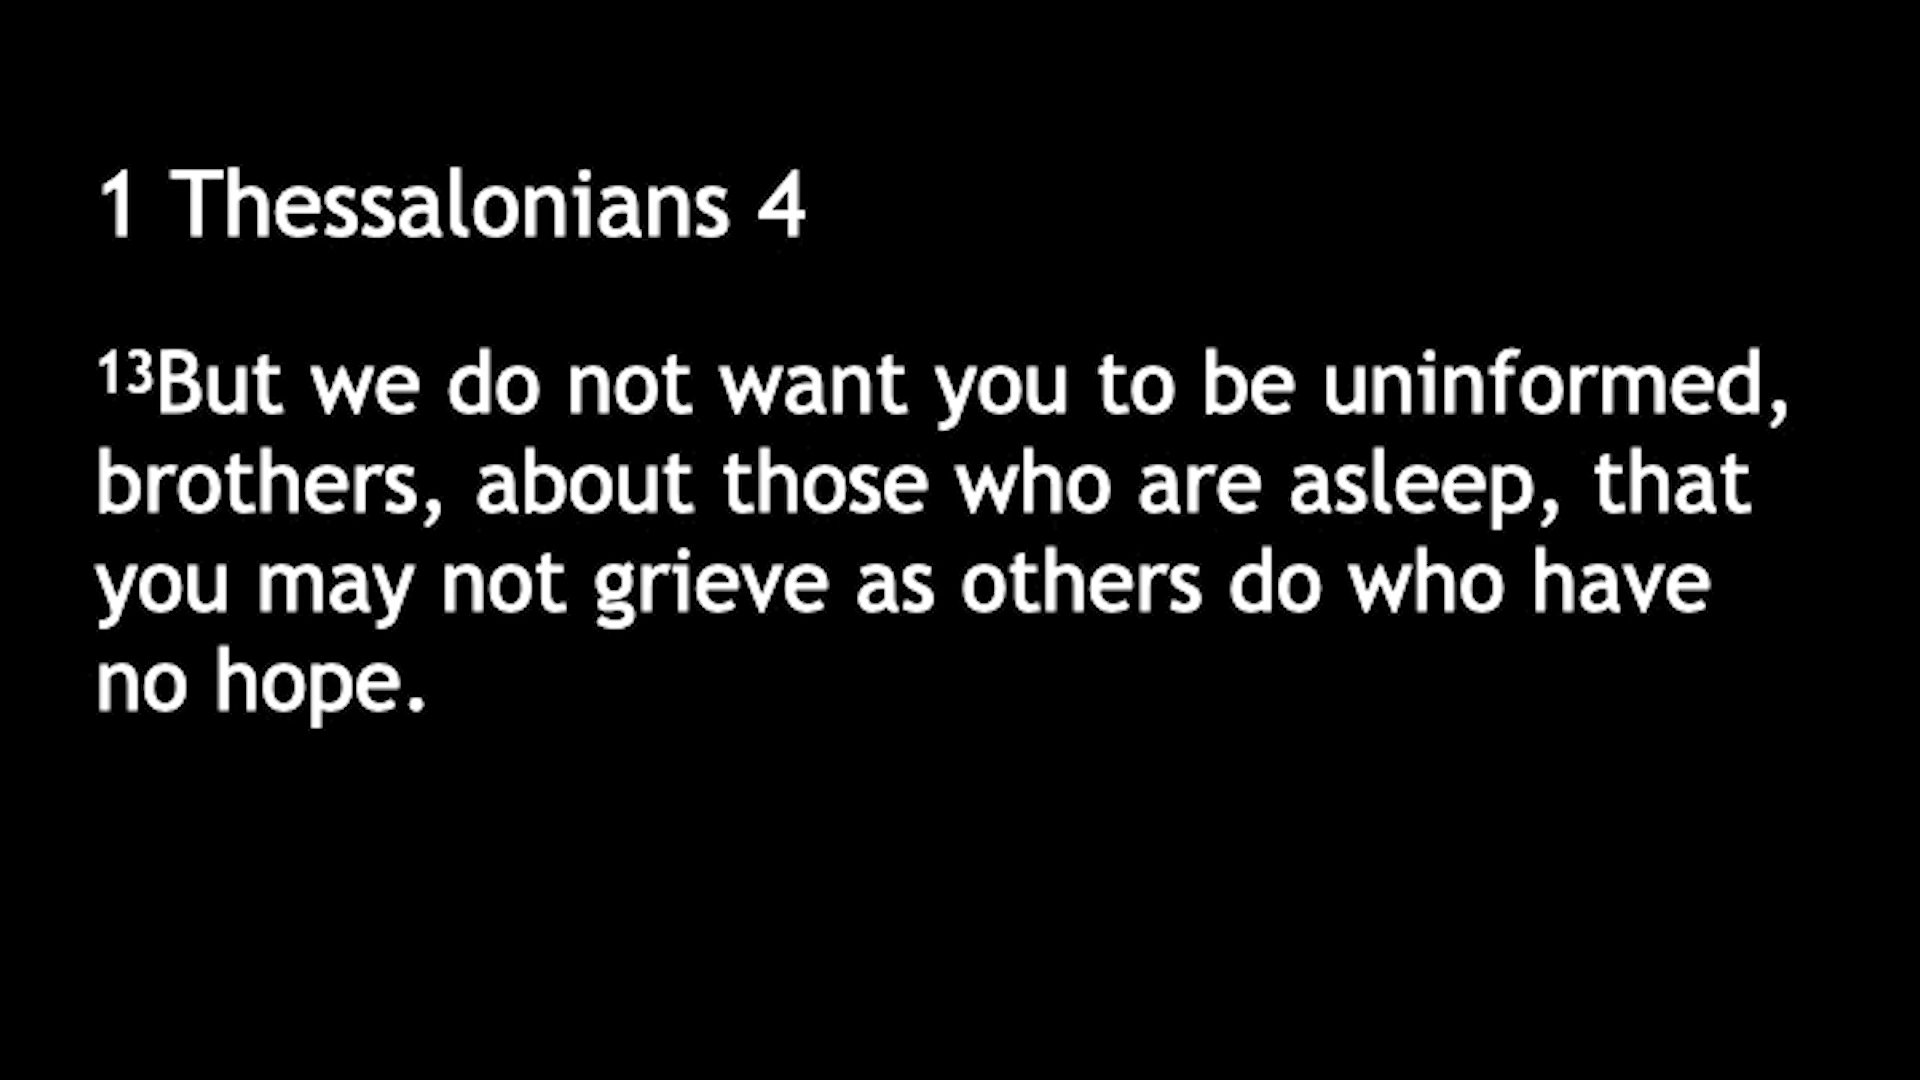 1 Thessalonians 4
13But we do not want you to be uninformed,
brothers, about those who are asleep, that
you may not grieve as others do who have
no hope.